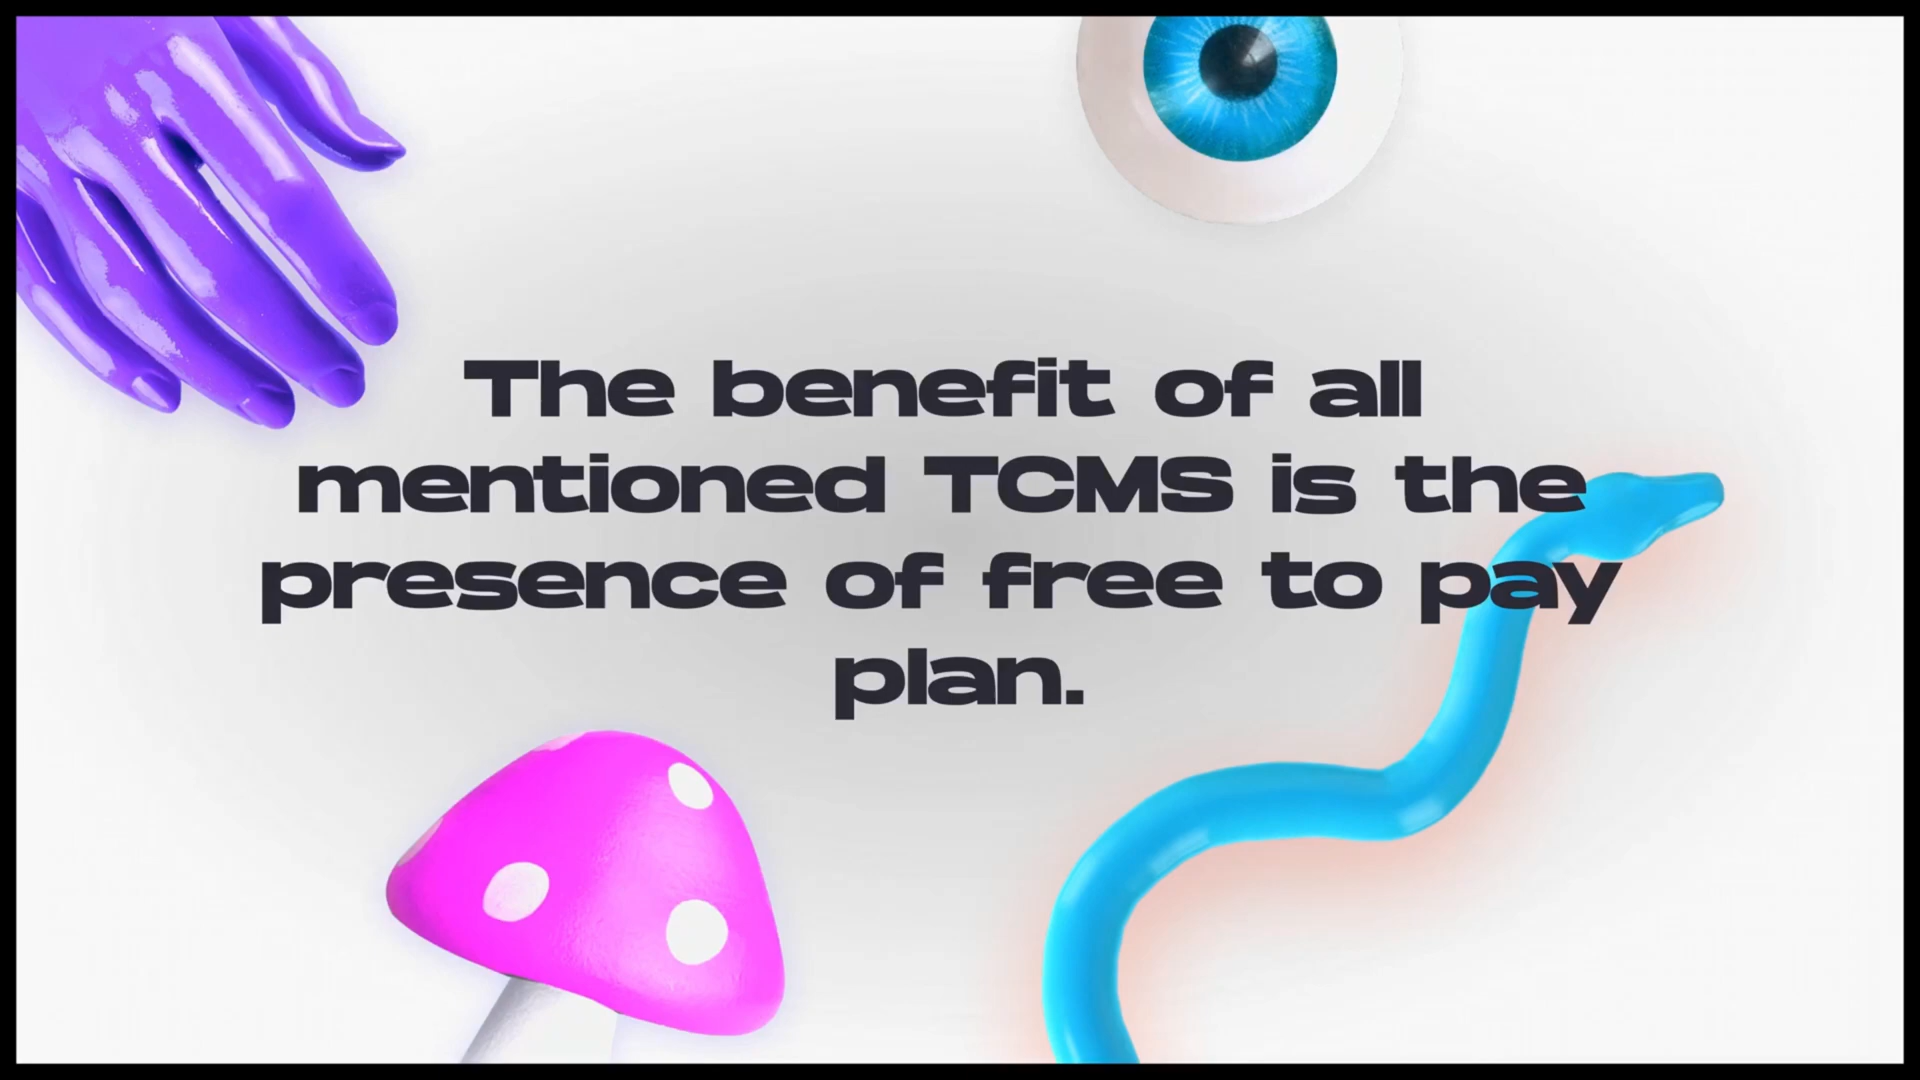 The benefit of all
mentioned TCMS is the
presence of free to pay
plan.